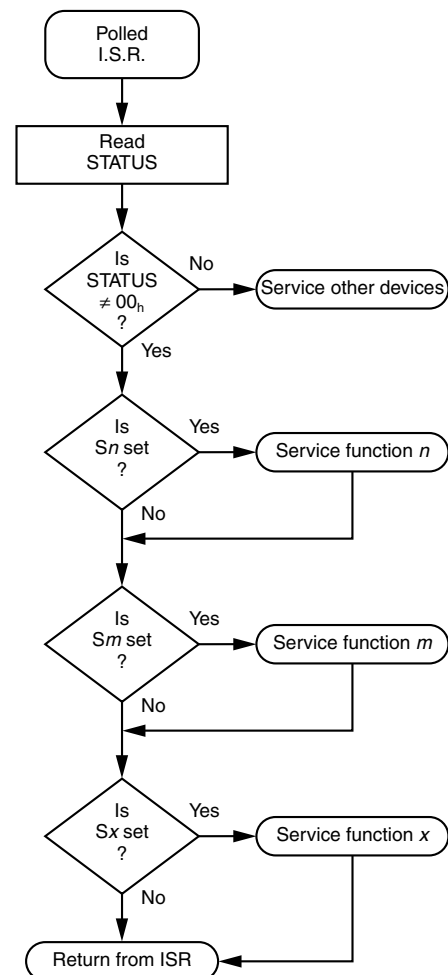 Polled
I.S.R.
Read
STATUS
Is
STATUS
≠ 00h
?
No
Service other devices
Yes
Is
Sn set
?
Yes
Service function n
No
Is
Sm set
?
Yes
Service function m
No
Is
Sx set
?
Yes
Service function x
No
Return from ISR